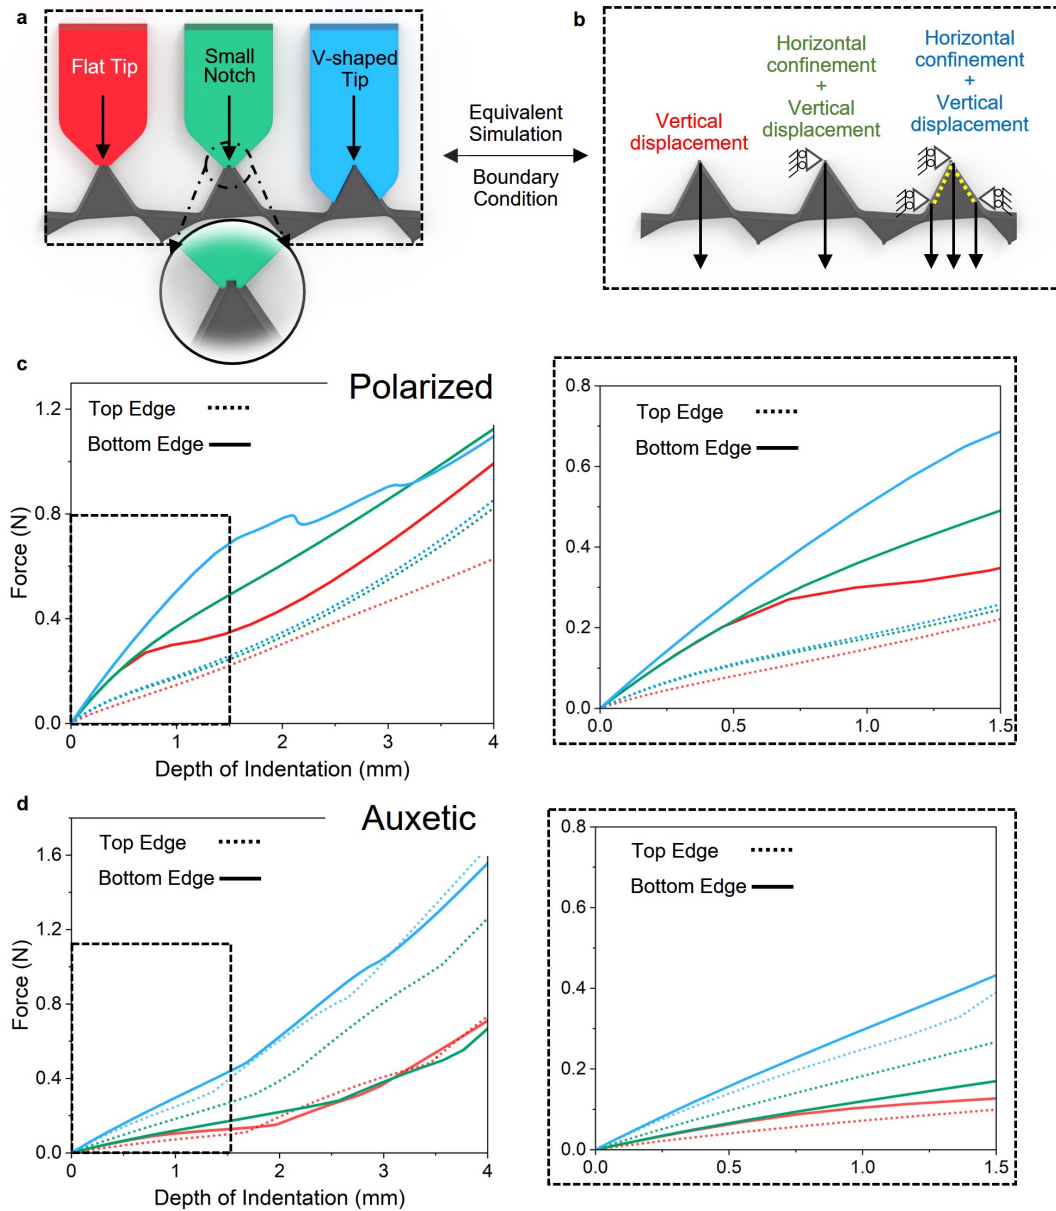 a
Flat Tip
Small
Notch
V-shaped
Tip
Equivalent
Simulation
Boundary
Condition
b
Vertical
displacement
Horizontal
confinement
+
Vertical
displacement
Horizontal
confinement
+
Vertical
displacement
c
Polarized
Top Edge
Bottom Edge
Force (N)
1.2
0.8
0.4
0.0
0
1
2
3
4
Depth of Indentation (mm)
Top Edge
Bottom Edge
0.8
0.6
0.4
0.2
0.0
0.0
0.5
1.0
1.5
d
Auxetic
Top Edge
Bottom Edge
Force (N)
1.6
1.2
0.8
0.4
0.0
0
1
2
3
4
Depth of Indentation (mm)
Top Edge
Bottom Edge
0.8
0.6
0.4
0.2
0.0
0.0
0.5
1.0
1.5